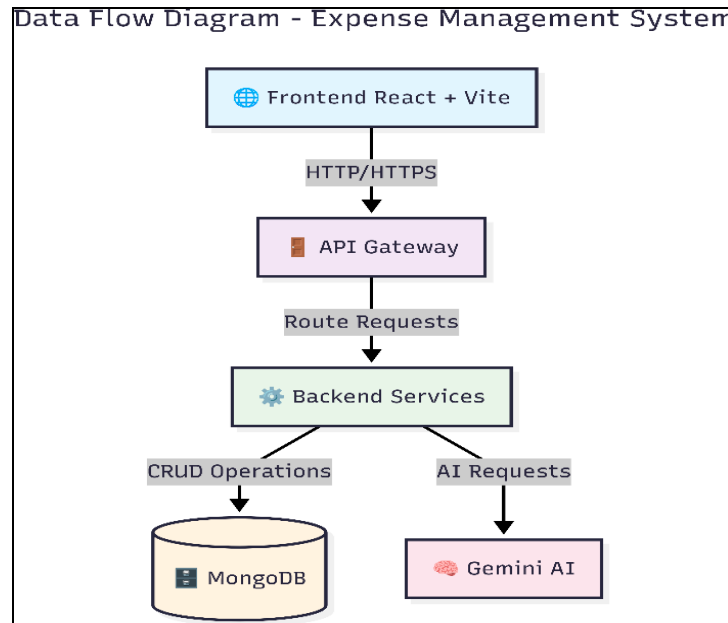 Data Flow Diagram - Expense Management System
Frontend React + Vite
HTTP/HTTPS
API Gateway
Route Requests
Backend Services
CRUD Operations
AI Requests
MongoDB
Gemini AI